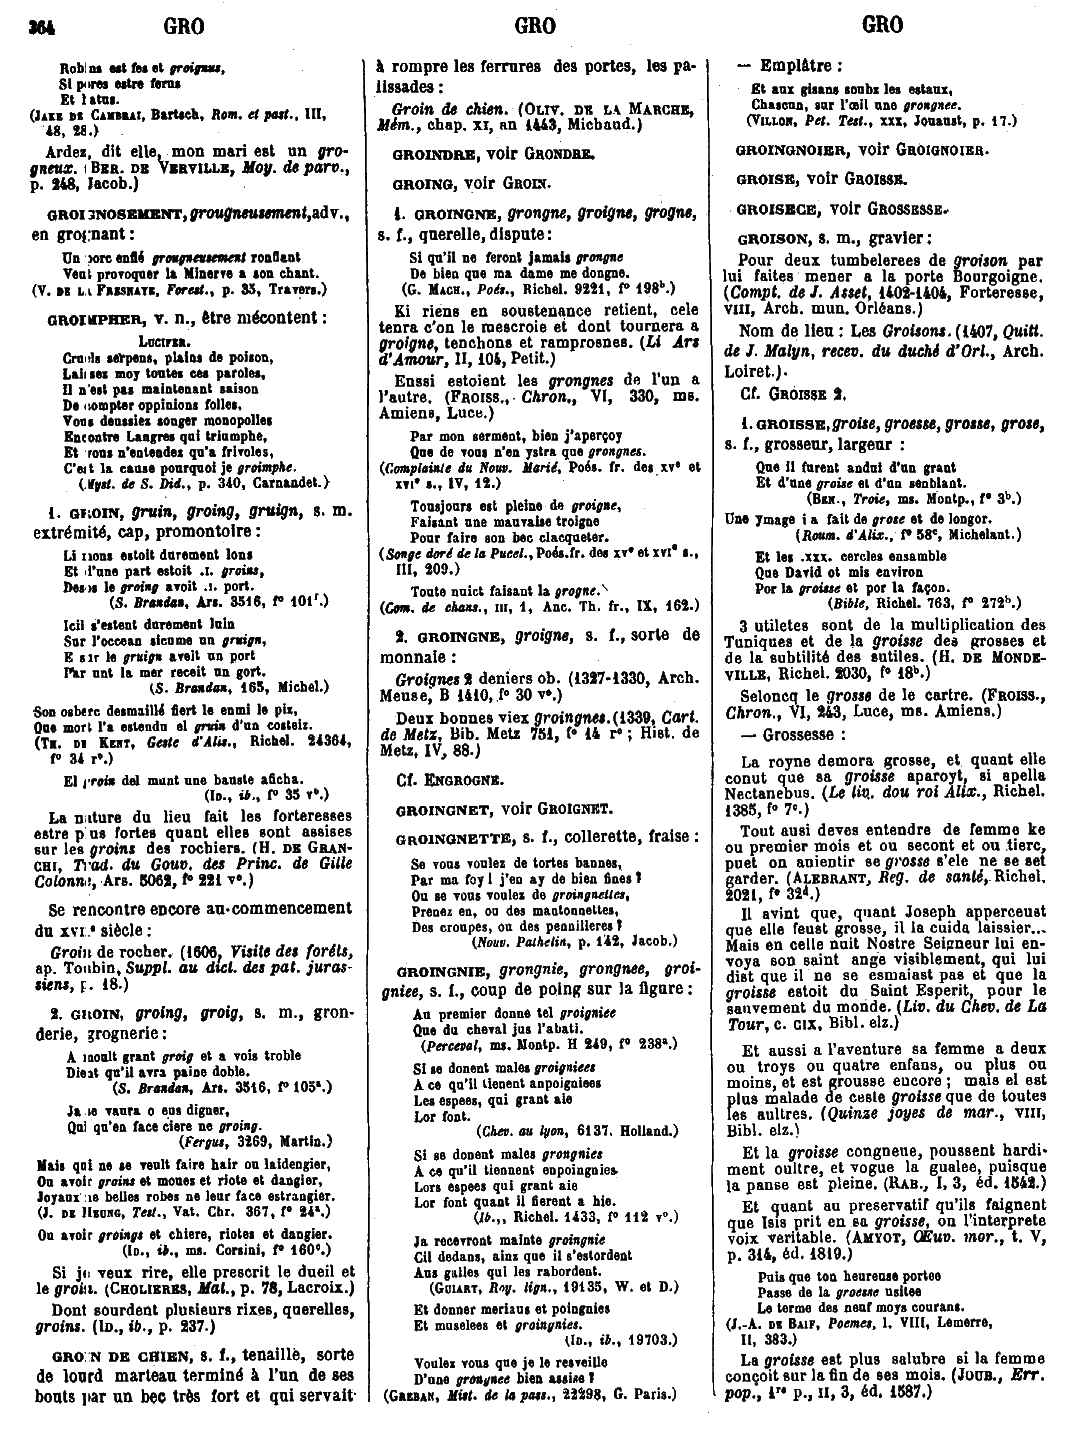 364 GRO GRO GRO
Robins est fos et groignus,
Si pores estre ferus
Et batus.
(JAKE DE CAMBRAI, Bartsch, Rom. et past., III,
48, 28.)
Ardez, dit elle, mon mari est un gro-
gneux. (BER. DE VERVILLE, Moy. de parv.,
p. 248, Jacob.)
GROIGNOSEMENT, grougneusement, adv.,
en grognant :
Un porc enflé grougneusement ronflant
Veut provoquer la Minerve a son chant.
(V. DE LA FRESNAYE, Forest., p. 35, Travers.)
GROIMPHER, v. n., être mécontent :
LUCIFER.
Cruels serpens, plains de poison,
Laissez moy toutes ces paroles,
Il n'est pas maintenant saison
De compter oppinions folles,
Vous deussiez songer monopolles
Encontre Langres qui triumphe,
Et vous n'entendez qu'a frivoles,
C'est la cause pourquoi je groimphe.
(Myst. de S. Did., p. 340, Carnandet.)
1. GROIN, gruin, groing, gruign, s. m.
extrémité, cap, promontoire :
Li mons estoit durement lons
Et d'une part estoit .I. groins,
Desos le groing avoit .I. port.
(S. Brandan, Ars. 3516, f° 101f.)
Icil s'estent durement luin
Sur l'occean sicume un gruign,
E sur le gruign aveit un port
Par unt la mer receit un gort.
(S. Brandan, 165, Michel.)
Son osberc desmaillé fiert le enmi le piz,
Que mort l'a estendu el gruin d'un costeiz.
(TH. DE KENT, Geste d'Alis., Richel. 24364,
f° 34 r°.)
El groin del munt une banste aficha.
(ID., ib., f° 35 v°.)
La nature du lieu fait les forteresses
estre plus fortes quant elles sont assises
sur les groins des rochiers. (H. DE GRAN-
CHI, Trad. du Gouv. des Princ. de Gille
Colonne, Ars. 5062, f° 221 v°.)
Se rencontre encore au commencement
du XVIIe siècle :
Groin de rocher. (1606, Visite des forêts,
ap. Toubin, Suppl. au dict. des pat. juras-
siens, p. 18.)
2. GROIN, groing, groig, s. m., gron-
derie, grognerie :
A moult grant groig et a vois troble
Dient qu'il avra paine doble.
(S. Brandan, Ars. 3516, f° 105a.)
Ja ne vaura o eus digner,
Qui qu'en face ciere ne groing.
(Fergus, 3269, Martin.)
Mais qui ne se veult faire hair ou laidengier,
Ou avoir groins et moues et riote et dangier,
Joyaux ne belles robes ne leur face estrangier.
(J. DE MEUNG, Test., Vat. Chr. 367, f° 24a.)
Ou avoir groings et chiere, riotes et dangier.
(ID., ib., ms. Corsini, f° 160c.)
Si je veux rire, elle prescrit le dueil et
le groin. (CHOLIERES, Mat., p. 78, Lacroix.)
Dont sourdent plusieurs rixes, querelles,
groins. (ID., ib., p. 237.)
GROIN DE CHIEN, s. f., tenaille, sorte
de lourd marteau terminé à l'un de ses
bouts par un bec très fort et qui servait
à rompre les ferrures des portes, les pa-
lissades :
Groin de chien. (OLIV. DE LA MARCHE,
Mém., chap. XI, an 1443, Michaud.)
GROINDRE, voir GRONDRE.
GROING, voir GROIN.
1. GROINGNE, grongne, groigne, grogne,
s. f., querelle, dispute :
Si qu'il ne feront jamais grongne
De bien que ma dame me dongne.
(G. MACH., Poés., Richel. 9221, f° 198b.)
Ki riens en soustenance retient, cele
tenra c'on le mescroie et dont tournera a
groigne, tenchons et ramprosnes. (Li Ars
d'Amour, II, 104, Petit.)
Enssi estoient les grongnes de l'un a
l'autre. (FROISS., Chron., VI, 330, ms.
Amiens, Luce.)
Par mon serment, bien j'aperçoy
Que de vous n'en ystra que grongnes.
(Complainte du Nouv. Marié, Poés. fr. des XVe et
XVIe s., IV, 12.)
Tousjours est pleine de groigne,
Faisant une mauvaise troigne
Pour faire son bec clacqueter.
(Songe doré de la Pucel., Poés. fr. des XVe et XVIe s.,
III, 209.)
Toute nuict faisant la grogne.
(Com. de chans., III, 1, Anc. Th. fr., IX, 162.)
2. GROINGNE, groigne, s. f., sorte de
monnaie :
Groignes 2 deniers ob. (1327-1330, Arch.
Meuse, B 1410, f° 30 v°.)
Deux bonnes viex groingnes. (1339, Cart.
de Metz, Bib. Metz 751, f° 14 r° ; Hist. de
Metz, IV, 88.)
Cf. ENGROGNE.
GROINGNET, voir GROIGNET.
GROINGNETTE, s. f., collerette, fraise :
Se vous voulez de tortes bannes,
Par ma foy ! j'en ay de bien fines !
Ou se vous voulez de groingnettes,
Prenez en, ou des mantonnettes,
Des croupes, ou des pennilieres !
(Nouv. Pathelin, p. 142, Jacob.)
GROINGNIE, grongnie, grongnee, groi-
gniee, s. f., coup de poing sur la figure :
Au premier donne tel groigniee
Que du cheval jus l'abati.
(Perceval, ms. Montp. H 249, f° 238a.)
Si se donent males groigniees
A ce qu'il tienent anpoigniees
Les espees, qui grant aie
Lor font.
(Chev. au lyon, 6137. Holland.)
Si se donent males grongnies
A ce qu'il tiennent enpoingnies
Lors espees qui grant aie
Lor font quant il fierent a hie.
(Ib., Richel. 1433, f° 112 v°.)
Ja recevront mainte groingnie
Cil dedans, ainz que il s'estordent
Aus galles qui les rabordent.
(GUIART, Roy. lign., 19135, W. et D.)
Et donner merlaus et poingnies
Et muselees et groingnies.
(ID., ib., 19703.)
Voulez vous que je le resveille
D'une grongnee bien assise !
(GREBAN, Mist. de la pass., 22298, G. Paris.)
— Emplâtre :
Et aux gisans soubz les estaux,
Chascun, sur l'œil une grongnee.
(VILLON, Pet. Test., XXX, Jouaust, p. 17.)
GROINGNOIER, voir GROIGNOIER.
GROISE, voir GROISSE.
GROISECE, voir GROSSESSE.
GROISON, s. m., gravier :
Pour deux tumbelerees de groison par
lui faites mener a la porte Bourgoigne.
(Compt. de J. Asset, 1402-1404, Forteresse,
VIII, Arch. mun. Orléans.)
Nom de lieu : Les Groisons. (1407, Quitt.
de J. Malyn, recev. du duché d'Orl., Arch.
Loiret.).
Cf. GROISSE 2.
1. GROISSE, groise, groesse, grosse, grose,
s. f., grosseur, largeur :
Que il furent andui d'un grant
Et d'une groise et d'un senblant.
(BEN., Troie, ms. Montp., f° 3b.)
Une ymage i a fait de grose et de longor.
(Roum. d'Alix., f° 58c, Michelant.)
Et les .xxx. cercles ensamble
Que David ot mis environ
Por la groisse et por la façon.
(Bible, Richel. 763, f° 272b.)
3 utiletes sont de la multiplication des
Tuniques et de la groisse des grosses et
de la subtilité des sutiles. (H. DE MONDE-
VILLE, Richel. 2030, f° 18b.)
Seloncq le grosse de le cartre. (FROISS.,
Chron., VI, 243, Luce, ms. Amiens.)
— Grossesse :
La royne demora grosse, et quant elle
conut que sa groisse aparoyt, si apella
Nectanebus. (Le liv. dou roi Alix., Richel.
1385, f° 7c.)
Tout ausi deves entendre de femme ke
ou premier mois et ou secont et ou tierc,
puet on anientir se grosse s'ele ne se set
garder. (ALEBRANT, Reg. de santé, Richel.
2021, f° 32d.)
Il avint que, quant Joseph apperceust
que elle feust grosse, il la cuida laissier...
Mais en celle nuit Nostre Seigneur lui en-
voya son saint ange visiblement, qui lui
dist que il ne se esmaiast pas et que la
groisse estoit du Saint Esperit, pour le
sauvement du monde. (Liv. du Chev. de La
Tour, c. CIX, Bibl. elz.)
Et aussi a l'aventure sa femme a deux
ou troys ou quatre enfans, ou plus ou
moins, et est grousse encore ; mais el est
plus malade de ceste groisse que de toutes
les aultres. (Quinze joyes de mar., VIII,
Bibl. elz.)
Et la groisse congneue, poussent hardi-
ment oultre, et vogue la gualee, puisque
la panse est pleine. (RAB., I, 3, éd. 1542.)
Et quant au preservatif qu'ils faignent
que Isis prit en sa groisse, on l'interprete
voix veritable. (AMYOT, Œuv. mor., t. V,
p. 314, éd. 1819.)
Puis que ton heureuse portee
Passe de la groesse usitee
Le terme des neuf moys courans.
(J.-A. DE BAIF, Poemes, l. VIII, Lemerre,
II, 383.)
La groisse est plus salubre si la femme
conçoit sur la fin de ses mois. (JOUB., Err.
pop., 1re p., II, 3, éd. 1587.)